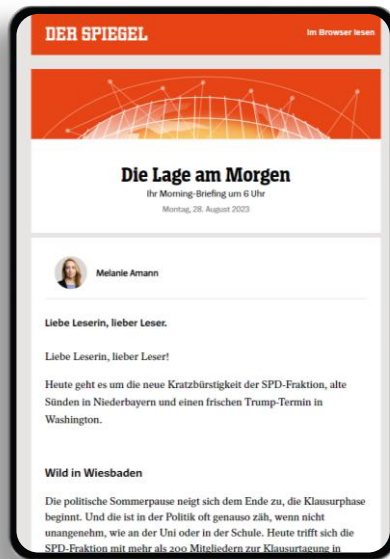 DER SPIEGEL
Im Browser lesen
Die Lage am Morgen
Ihr Morning-Briefing um 6 Uhr
Montag, 28. August 2023
Melanie Amann
Liebe Leserin, lieber Leser.
Liebe Leserin, lieber Leser!
Heute geht es um die neue Kratzbürstigkeit der SPD-Fraktion, alte
Sünden in Niederbayern und einen frischen Trump-Termin in
Washington.
Wild in Wiesbaden
Die politische Sommerpause neigt sich dem Ende zu, die Klausurphase
beginnt. Und die ist in der Politik oft genauso zäh, wenn nicht
unangenehm, wie an der Uni oder in der Schule. Heute trifft sich die
SPD-Fraktion mit mehr als 200 Mitgliedern zur Klausurtagung in